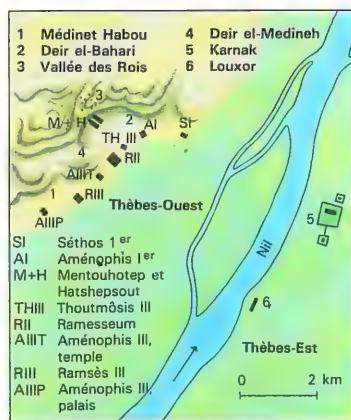 1 Médinet Habou
2 Deir el-Bahari
3 Vallée des Rois
4 Deir el-Medineh
5 Karnak
6 Louxor
3
M+H
2
AI
SI
TH III
4
RII
AIIIT
RIII
1
Thèbes-Ouest
AIIIP
5
Nil
6
SI Séthos 1er
AI Aménophis Ier
M+H Mentouhotep et
Hatshepsout
THIII Thoutmôsis III
RII Ramesseum
AIIIT Aménophis III,
temple
RIII Ramsès III
AIIIP Aménophis III,
palais
Thèbes-Est
0 2 km